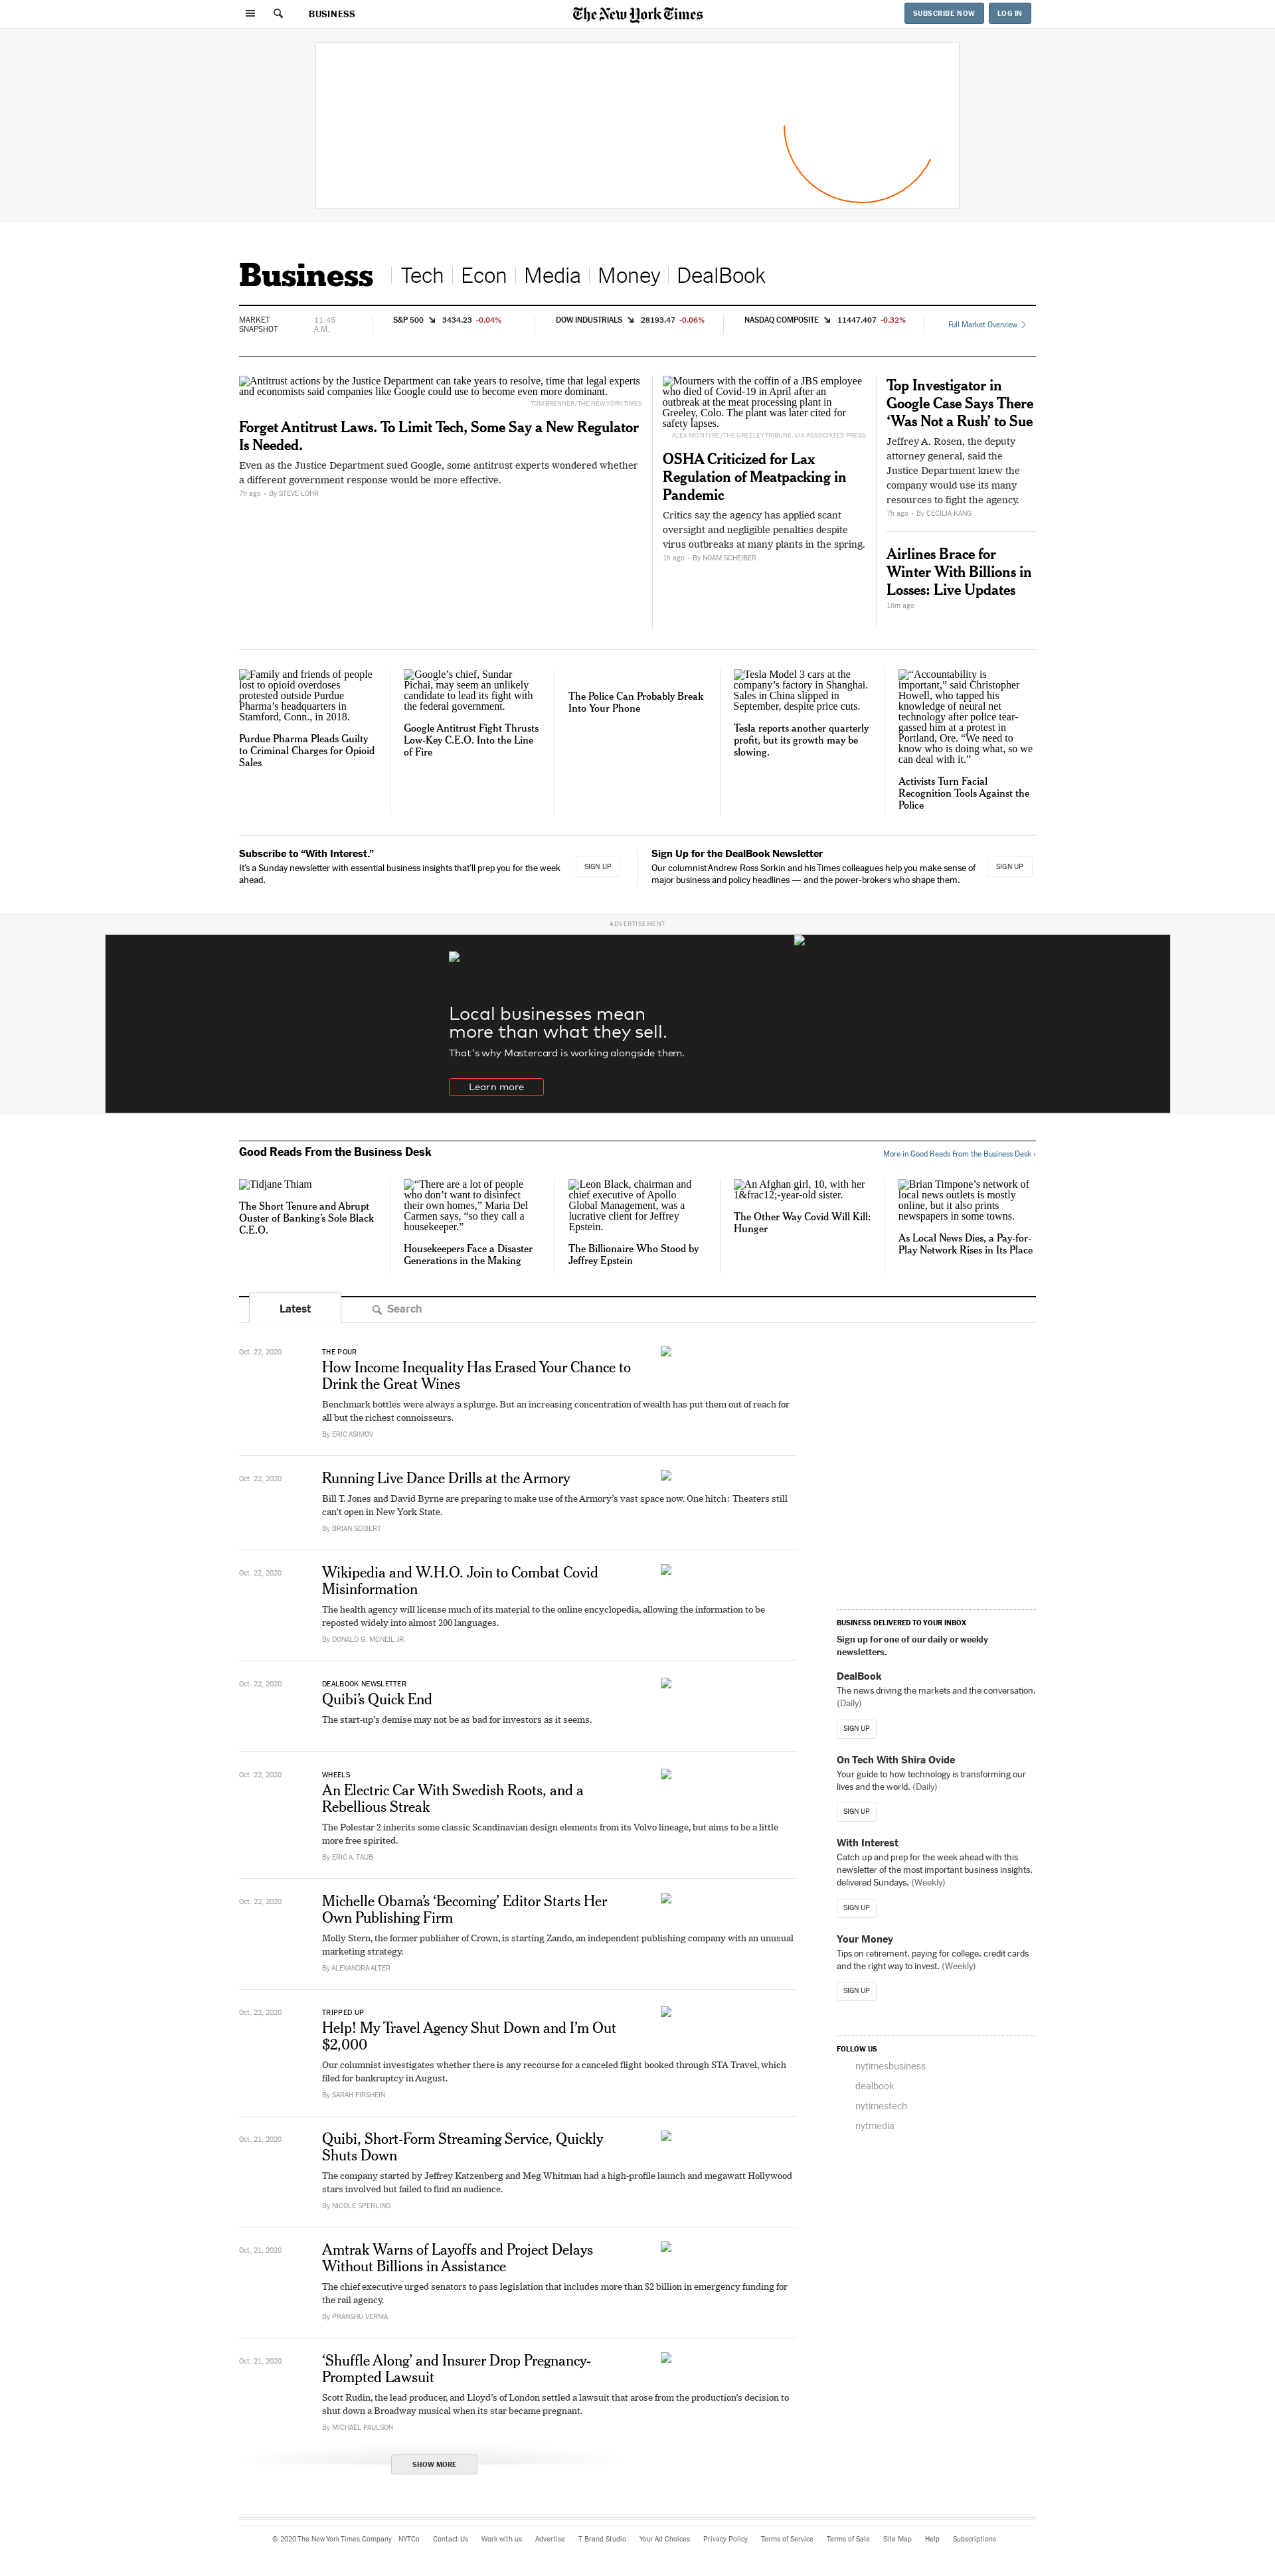 BUSINESS
The New York Times
SUBSCRIBE NOW
LOG IN
Business
Tech
Econ
Media
Money
DealBook
MARKET
SNAPSHOT
11:45
A.M.
S&P 500 3434.23 -0.04%
DOW INDUSTRIALS 28193.47 -0.06%
NASDAQ COMPOSITE 11447.407 -0.32%
Full Market Overview
Antitrust actions by the Justice Department can take years to resolve, time that legal experts
and economists said companies like Google could use to become even more dominant.
TOM BRENNER/THE NEW YORK TIMES
Forget Antitrust Laws. To Limit Tech, Some Say a New Regulator
Is Needed.
Even as the Justice Department sued Google, some antitrust experts wondered whether
a different government response would be more effective.
7h ago • By STEVE LOHR
Mourners with the coffin of a JBS employee
who died of Covid-19 in April after an
outbreak at the meat processing plant in
Greeley, Colo. The plant was later cited for
safety lapses.
ALEX MCINTYRE/THE GREELEY TRIBUNE, VIA ASSOCIATED PRESS
OSHA Criticized for Lax
Regulation of Meatpacking in
Pandemic
Critics say the agency has applied scant
oversight and negligible penalties despite
virus outbreaks at many plants in the spring.
1h ago • By NOAM SCHEIBER
Top Investigator in
Google Case Says There
‘Was Not a Rush’ to Sue
Jeffrey A. Rosen, the deputy
attorney general, said the
Justice Department knew the
company would use its many
resources to fight the agency.
7h ago • By CECILIA KANG
Airlines Brace for
Winter With Billions in
Losses: Live Updates
18m ago
Family and friends of people
lost to opioid overdoses
protested outside Purdue
Pharma’s headquarters in
Stamford, Conn., in 2018.
Purdue Pharma Pleads Guilty
to Criminal Charges for Opioid
Sales
Google’s chief, Sundar
Pichai, may seem an unlikely
candidate to lead its fight with
the federal government.
Google Antitrust Fight Thrusts
Low-Key C.E.O. Into the Line
of Fire
The Police Can Probably Break
Into Your Phone
Tesla Model 3 cars at the
company’s factory in Shanghai.
Sales in China slipped in
September, despite price cuts.
Tesla reports another quarterly
profit, but its growth may be
slowing.
“Accountability is
important,” said Christopher
Howell, who tapped his
knowledge of neural net
technology after police tear-
gassed him at a protest in
Portland, Ore. “We need to
know who is doing what, so we
can deal with it.”
Activists Turn Facial
Recognition Tools Against the
Police
Subscribe to “With Interest.”
It’s a Sunday newsletter with essential business insights that’ll prep you for the week
ahead.
SIGN UP
Sign Up for the DealBook Newsletter
Our columnist Andrew Ross Sorkin and his Times colleagues help you make sense of
major business and policy headlines — and the power-brokers who shape them.
SIGN UP
ADVERTISEMENT
Local businesses mean
more than what they sell.
That's why Mastercard is working alongside them.
Learn more
Good Reads From the Business Desk
More in Good Reads From the Business Desk ›
Tidjane Thiam
The Short Tenure and Abrupt
Ouster of Banking’s Sole Black
C.E.O.
“There are a lot of people
who don’t want to disinfect
their own homes,” Maria Del
Carmen says, “so they call a
housekeeper.”
Housekeepers Face a Disaster
Generations in the Making
Leon Black, chairman and
chief executive of Apollo
Global Management, was a
lucrative client for Jeffrey
Epstein.
The Billionaire Who Stood by
Jeffrey Epstein
An Afghan girl, 10, with her
1&frac12;-year-old sister.
The Other Way Covid Will Kill:
Hunger
Brian Timpone’s network of
local news outlets is mostly
online, but it also prints
newspapers in some towns.
As Local News Dies, a Pay-for-
Play Network Rises in Its Place
Latest
Search
Oct. 22, 2020
THE POUR
How Income Inequality Has Erased Your Chance to
Drink the Great Wines
Benchmark bottles were always a splurge. But an increasing concentration of wealth has put them out of reach for
all but the richest connoisseurs.
By ERIC ASIMOV
Oct. 22, 2020
Running Live Dance Drills at the Armory
Bill T. Jones and David Byrne are preparing to make use of the Armory’s vast space now. One hitch: Theaters still
can’t open in New York State.
By BRIAN SEIBERT
Oct. 22, 2020
Wikipedia and W.H.O. Join to Combat Covid
Misinformation
The health agency will license much of its material to the online encyclopedia, allowing the information to be
reposted widely into almost 200 languages.
By DONALD G. MCNEIL JR.
Oct. 22, 2020
DEALBOOK NEWSLETTER
Quibi’s Quick End
The start-up’s demise may not be as bad for investors as it seems.
Oct. 22, 2020
WHEELS
An Electric Car With Swedish Roots, and a
Rebellious Streak
The Polestar 2 inherits some classic Scandinavian design elements from its Volvo lineage, but aims to be a little
more free spirited.
By ERIC A. TAUB
Oct. 22, 2020
Michelle Obama’s ‘Becoming’ Editor Starts Her
Own Publishing Firm
Molly Stern, the former publisher of Crown, is starting Zando, an independent publishing company with an unusual
marketing strategy.
By ALEXANDRA ALTER
Oct. 22, 2020
TRIPPED UP
Help! My Travel Agency Shut Down and I’m Out
$2,000
Our columnist investigates whether there is any recourse for a canceled flight booked through STA Travel, which
filed for bankruptcy in August.
By SARAH FIRSHEIN
Oct. 21, 2020
Quibi, Short-Form Streaming Service, Quickly
Shuts Down
The company started by Jeffrey Katzenberg and Meg Whitman had a high-profile launch and megawatt Hollywood
stars involved but failed to find an audience.
By NICOLE SPERLING
Oct. 21, 2020
Amtrak Warns of Layoffs and Project Delays
Without Billions in Assistance
The chief executive urged senators to pass legislation that includes more than $2 billion in emergency funding for
the rail agency.
By PRANSHU VERMA
Oct. 21, 2020
‘Shuffle Along’ and Insurer Drop Pregnancy-
Prompted Lawsuit
Scott Rudin, the lead producer, and Lloyd’s of London settled a lawsuit that arose from the production’s decision to
shut down a Broadway musical when its star became pregnant.
By MICHAEL PAULSON
SHOW MORE
BUSINESS DELIVERED TO YOUR INBOX
Sign up for one of our daily or weekly
newsletters.
DealBook
The news driving the markets and the conversation.
(Daily)
SIGN UP
On Tech With Shira Ovide
Your guide to how technology is transforming our
lives and the world. (Daily)
SIGN UP
With Interest
Catch up and prep for the week ahead with this
newsletter of the most important business insights,
delivered Sundays. (Weekly)
SIGN UP
Your Money
Tips on retirement, paying for college, credit cards
and the right way to invest. (Weekly)
SIGN UP
FOLLOW US
nytimesbusiness
dealbook
nytimestech
nytmedia
© 2020 The New York Times Company NYTCo Contact Us Work with us Advertise T Brand Studio Your Ad Choices Privacy Policy Terms of Service Terms of Sale Site Map Help Subscriptions